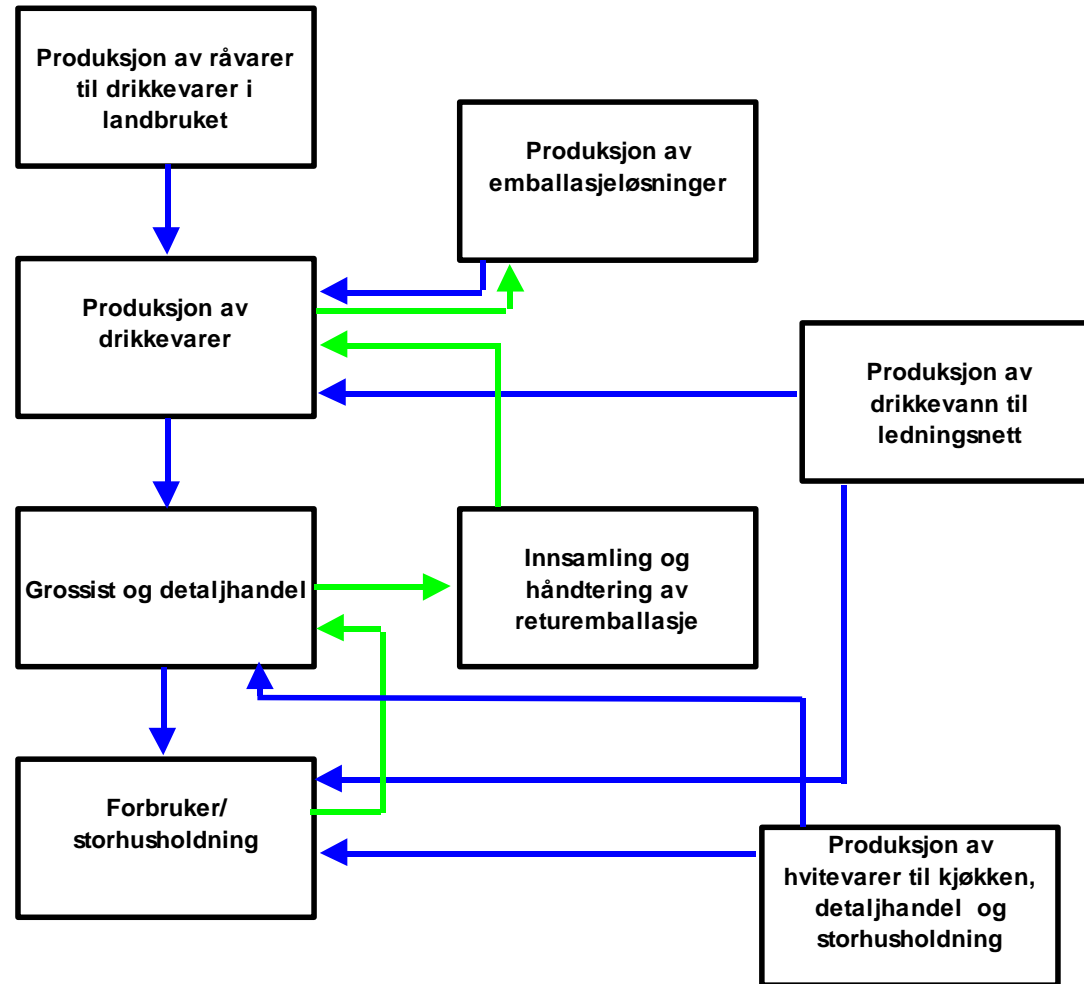 Produksjon av råvarer
til drikkevarer i
landbruket
Produksjon av
emballasjeløsninger
Produksjon av
drikkevarer
Produksjon av
drikkevann til
ledningsnett
Grossist og detaljhandel
Innsamling og
håndtering av
returemballasje
Forbruker/
storhusholdning
Produksjon av
hvitevarer til kjøkken,
detaljhandel og
storhusholdning